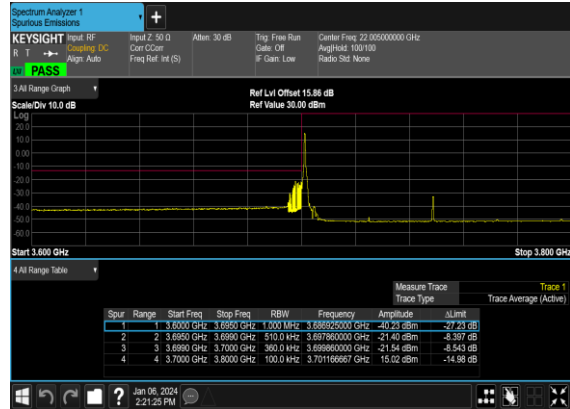 Spectrum Analyzer 1
Spurious Emissions
+
KEYSIGHT Input: RF Input Z: 50 Ω Atten: 30 dB Trig: Free Run Center Freq: 22.005000000 GHz
R T Coupling: DC Corr CCorr Gate: Off Avg|Hold: 100/100
Align: Auto Freq Ref: Int (S) IF Gain: Low Radio Std: None
PASS
3 All Range Graph
Ref Lvl Offset 15.86 dB
Scale/Div 10.0 dB Ref Value 30.00 dBm
Log
20.0
10.0
0.00
-10.0
-20.0
-30.0
-40.0
-50.0
-60.0
Start 3.600 GHz Stop 3.800 GHz
4 All Range Table
Measure Trace Trace 1
Trace Type Trace Average (Active)
Spur Range Start Freq Stop Freq RBW Frequency Amplitude ΔLimit
1 1 3.6000 GHz 3.6950 GHz 1.000 MHz 3.686925000 GHz -40.23 dBm -27.23 dB
2 2 3.6950 GHz 3.6990 GHz 510.0 kHz 3.697860000 GHz -21.40 dBm -8.397 dB
3 3 3.6990 GHz 3.7000 GHz 360.0 kHz 3.699860000 GHz -21.54 dBm -8.543 dB
4 4 3.7000 GHz 3.8000 GHz 100.0 kHz 3.701166667 GHz 15.02 dBm -14.98 dB
? Jan 06, 2024
2:21:25 PM